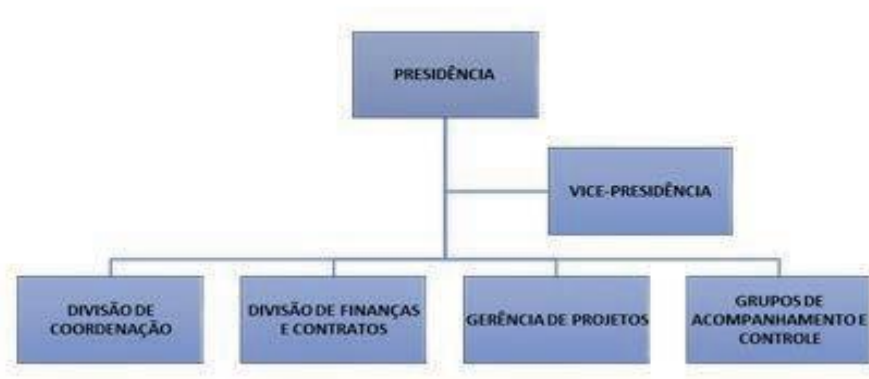 PRESIDÊNCIA
VICE-PRESIDÊNCIA
DIVISÃO DE
COORDENAÇÃO
DIVISÃO DE FINANÇAS
E CONTRATOS
GERÊNCIA DE PROJETOS
GRUPOS DE
ACOMPANHAMENTO E
CONTROLE